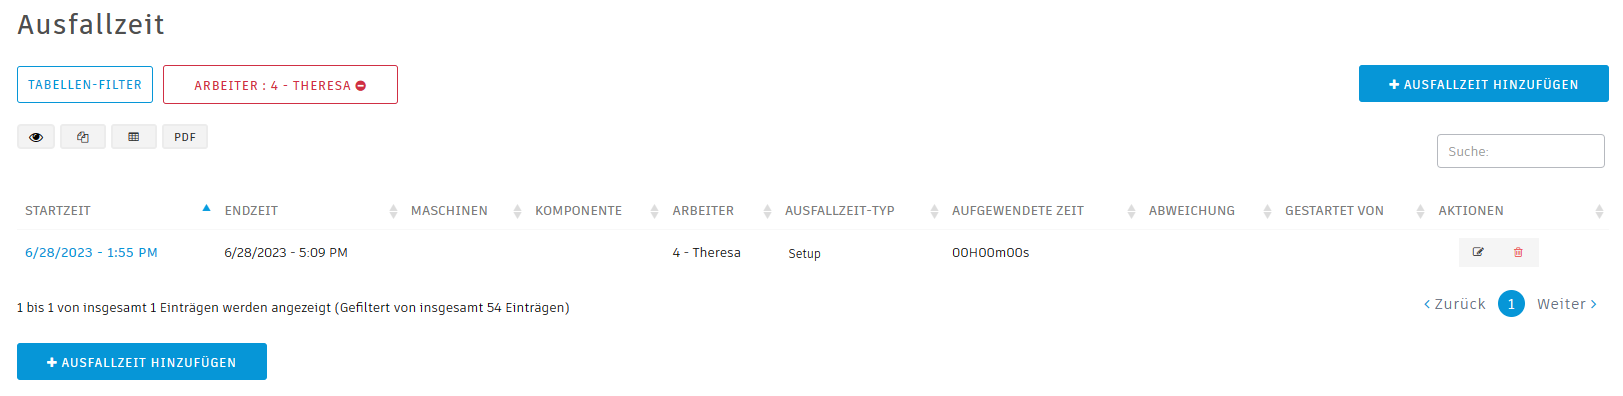 Ausfallzeit
TABELLEN-FILTER ARBEITER : 4 - THERESA AUSFALLZEIT HINZUFÜGEN
PDF
Suche:
STARTZEIT ENDZEIT MASCHINEN KOMPONENTE ARBEITER AUSFALLZEIT-TYP AUFGEWENDETE ZEIT ABWEICHUNG GESTARTET VON AKTIONEN
6/28/2023 - 1:55 PM 6/28/2023 - 5:09 PM 4 - Theresa Setup 00H00m00s
1 bis 1 von insgesamt 1 Einträgen werden angezeigt (Gefiltert von insgesamt 54 Einträgen) Zurück 1 Weiter
AUSFALLZEIT HINZUFÜGEN